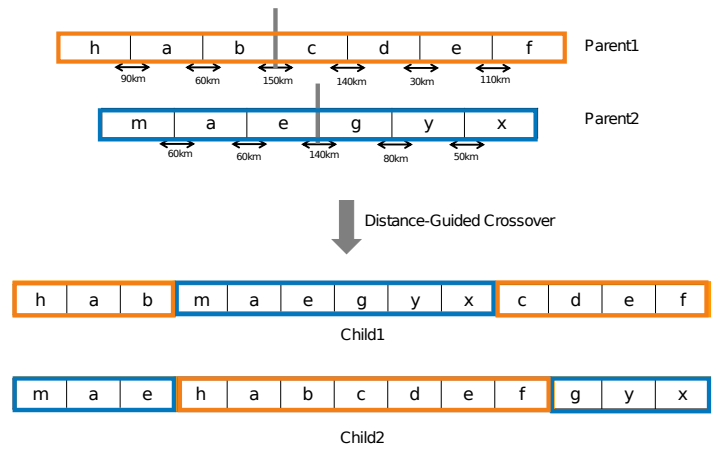 h a b c d e f Parent1
90km 60km 150km 140km 30km 110km
m a e g y x Parent2
60km 60km 140km 80km 50km
Distance-Guided Crossover
h a b m a e g y x c d e f
Child1
m a e h a b c d e f g y x
Child2